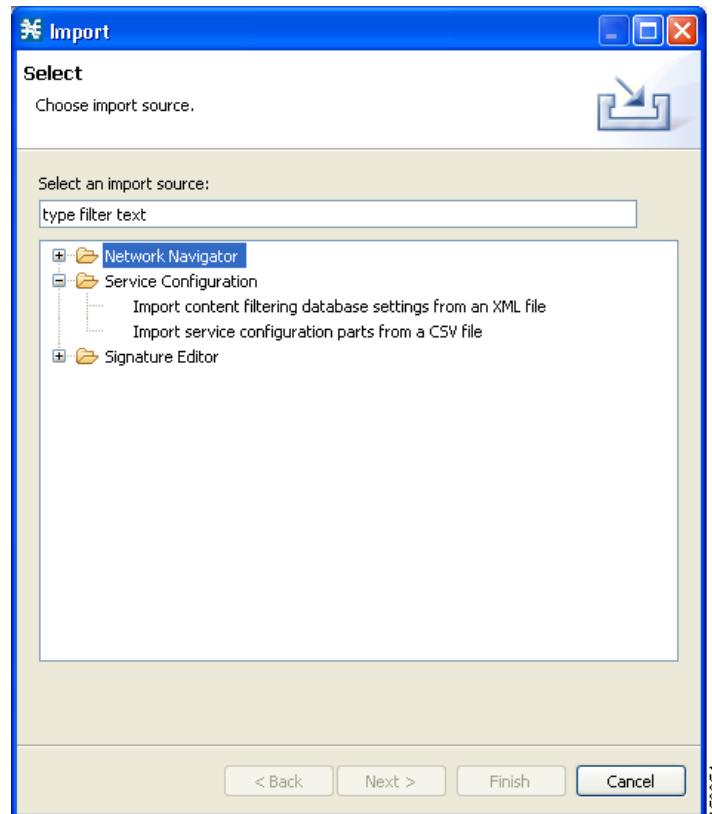 Import
Select
Choose import source.
Select an import source:
type filter text
Network Navigator
Service Configuration
Import content filtering database settings from an XML file
Import service configuration parts from a CSV file
Signature Editor
< Back Next > Finish Cancel